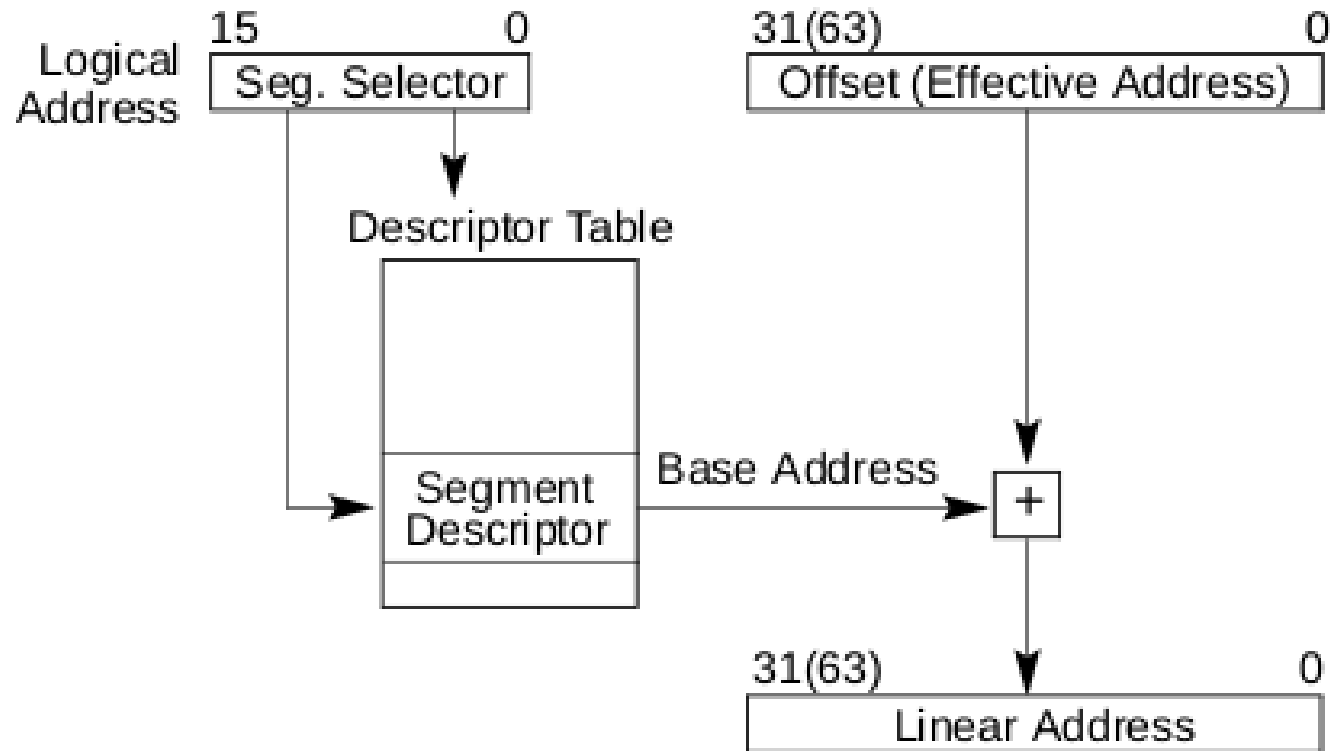 15 0
31(63) 0
Logical
Address
Seg. Selector
Offset (Effective Address)
Descriptor Table
Segment
Descriptor
Base Address
+
31(63) 0
Linear Address